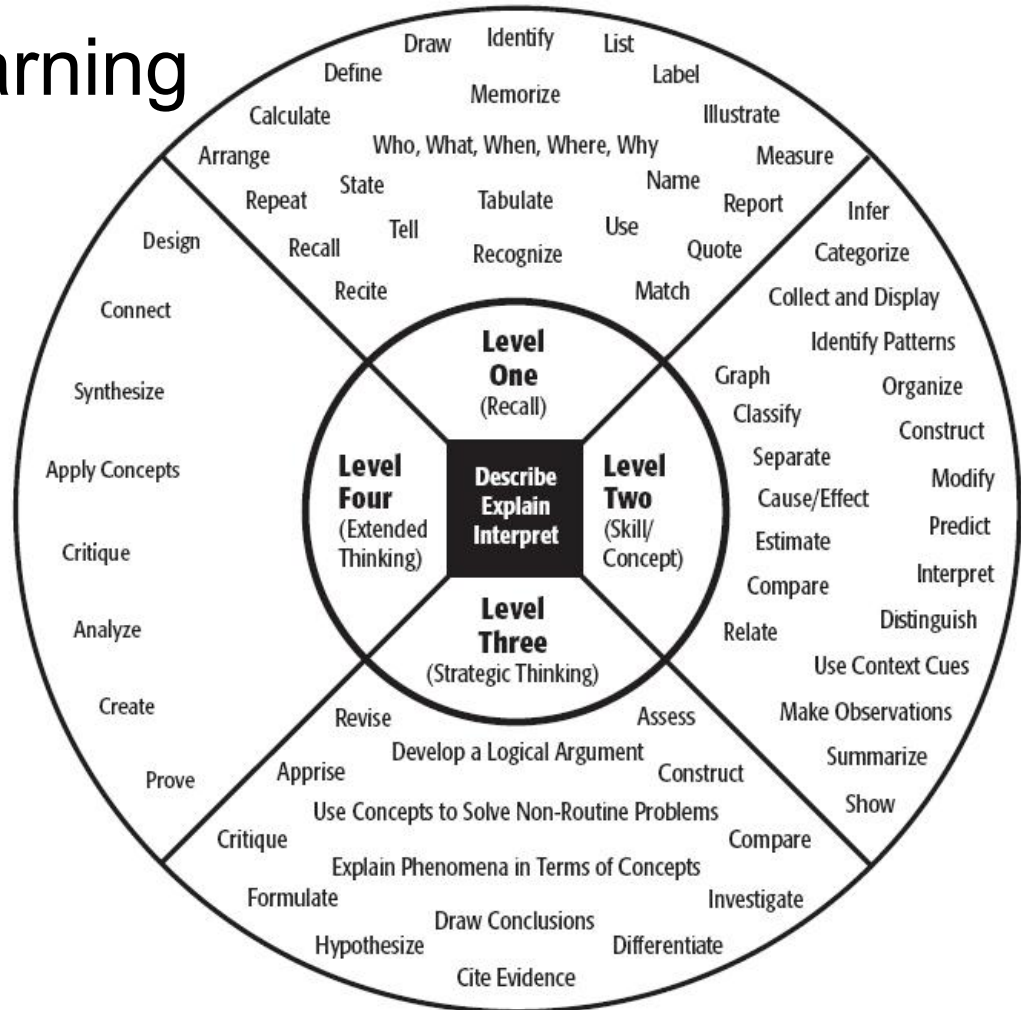 arning
Draw Identify List
Define Label
Memorize
Calculate Illustrate
Who, What, When, Where, Why
Arrange Measure
State Name
Repeat Tabulate Report
Tell Use
Recall Recognize Quote
Recite Match
Infer
Categorize
Collect and Display
Identify Patterns
Graph
Organize
Classify
Construct
Separate
Modify
Cause/Effect
Predict
Estimate
Interpret
Compare
Distinguish
Relate
Use Context Cues
Make Observations
Summarize
Show
Revise Assess
Develop a Logical Argument
Apprise Construct
Use Concepts to Solve Non-Routine Problems
Critique Compare
Explain Phenomena in Terms of Concepts
Formulate Investigate
Draw Conclusions
Hypothesize Differentiate
Cite Evidence
Design
Connect
Synthesize
Apply Concepts
Critique
Analyze
Create
Prove
Level
One
(Recall)
Level
Two
(Skill/
Concept)
Level
Three
(Strategic Thinking)
Level
Four
(Extended
Thinking)
Describe
Explain
Interpret